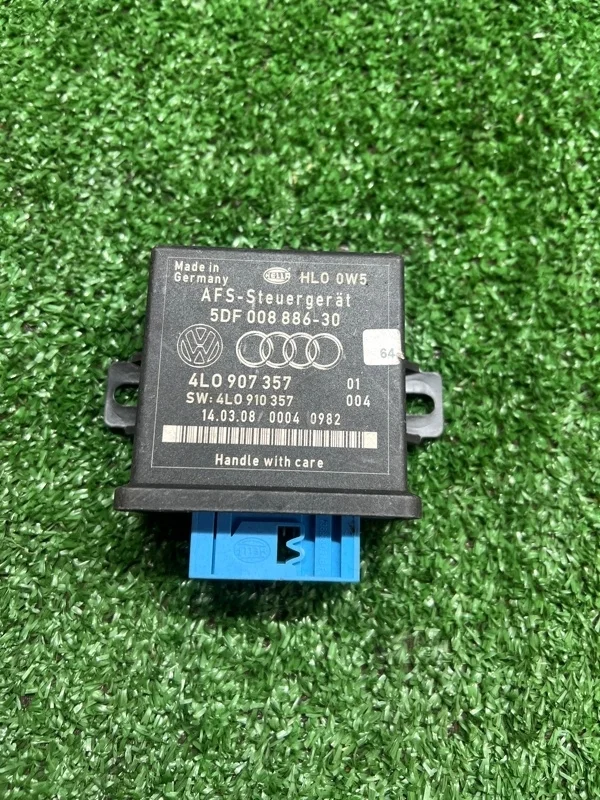 Made in
Germany
HELLA HL0 0W5
AFS-Steuergerät
5DF 008 886-30
64
4L0 907 357 01
SW: 4L0 910 357 004
14.03.08 0004 0982
Handle with care
HELLA